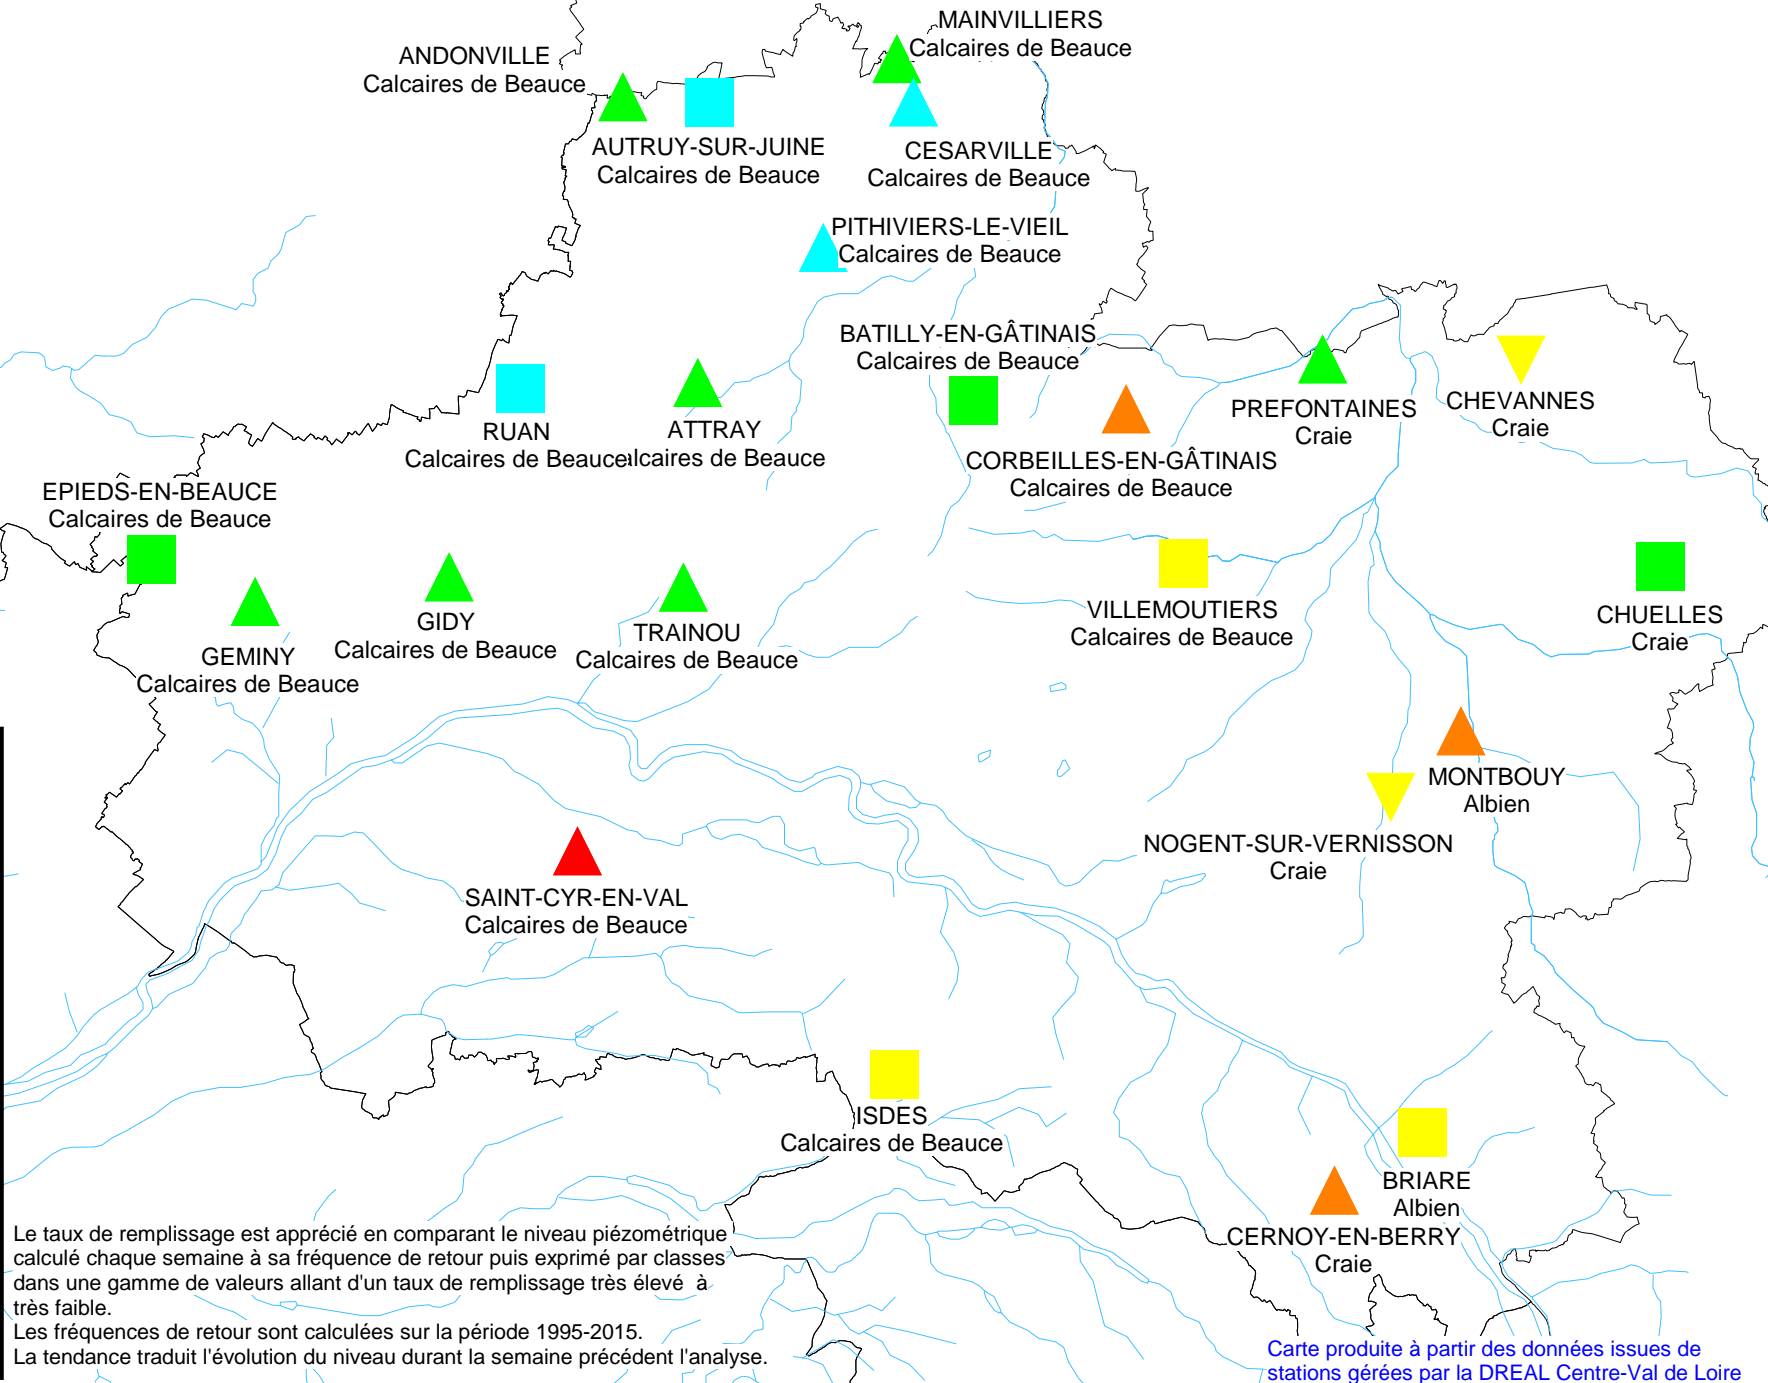 MAINVILLIERS
Calcaires de Beauce
ANDONVILLE
Calcaires de Beauce
AUTRUY-SUR-JUINE
Calcaires de Beauce
CESARVILLE
Calcaires de Beauce
PITHIVIERS-LE-VIEIL
Calcaires de Beauce
BATILLY-EN-GÂTINAIS
Calcaires de Beauce
RUAN
Calcaires de Beauce
ATTRAY
lcaires de Beauce
PREFONTAINES
Craie
CHEVANNES
Craie
CORBEILLES-EN-GÂTINAIS
Calcaires de Beauce
EPIEDS-EN-BEAUCE
Calcaires de Beauce
GEMINY
Calcaires de Beauce
GIDY
Calcaires de Beauce
TRAINOU
Calcaires de Beauce
VILLEMOUTIERS
Calcaires de Beauce
CHUELLES
Craie
MONTBOUY
Albien
NOGENT-SUR-VERNISSON
Craie
SAINT-CYR-EN-VAL
Calcaires de Beauce
ISDES
Calcaires de Beauce
BRIARE
Albien
CERNOY-EN-BERRY
Craie
Le taux de remplissage est apprécié en comparant le niveau piézométrique
calculé chaque semaine à sa fréquence de retour puis exprimé par classes
dans une gamme de valeurs allant d'un taux de remplissage très élevé à
très faible.
Les fréquences de retour sont calculées sur la période 1995-2015.
La tendance traduit l'évolution du niveau durant la semaine précédent l'analyse.
Carte produite à partir des données issues de
stations gérées par la DREAL Centre-Val de Loire